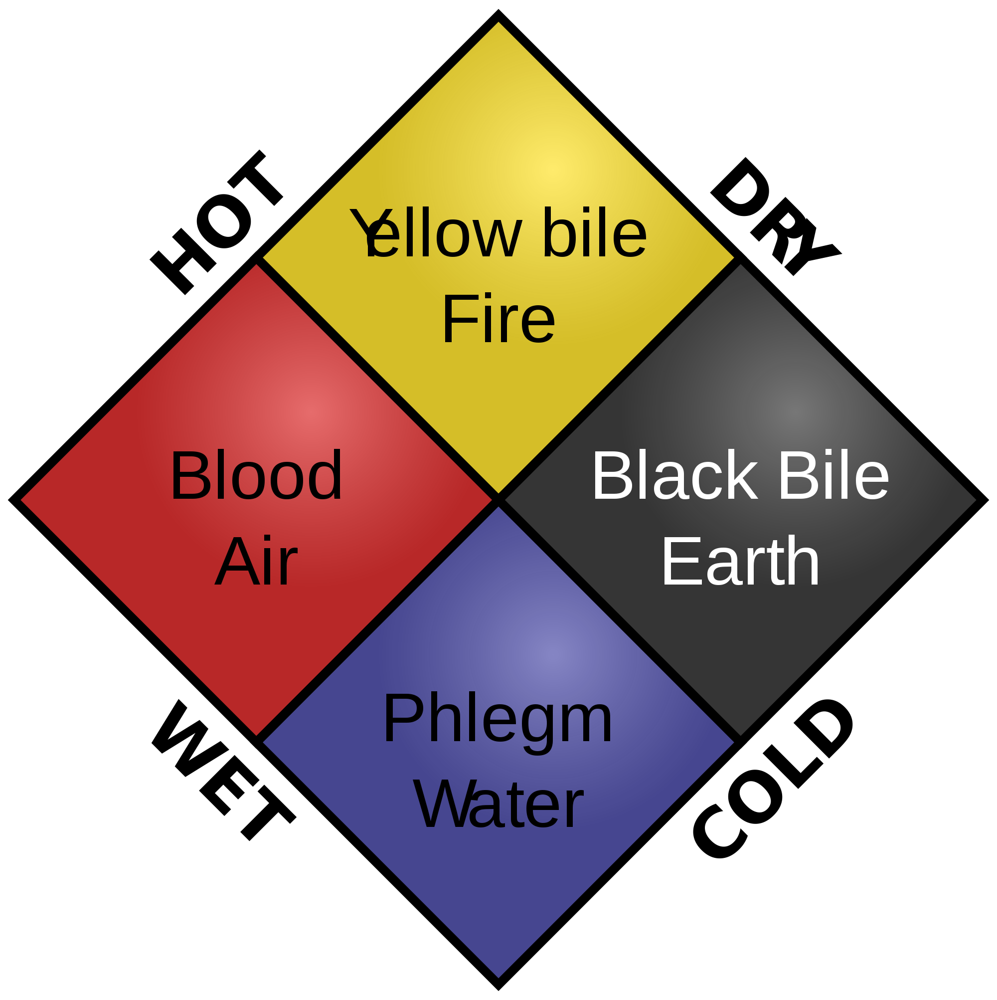 HOT
DRY
Yellow bile
Fire
Blood
Air
Black Bile
Earth
Phlegm
Water
WET
COLD